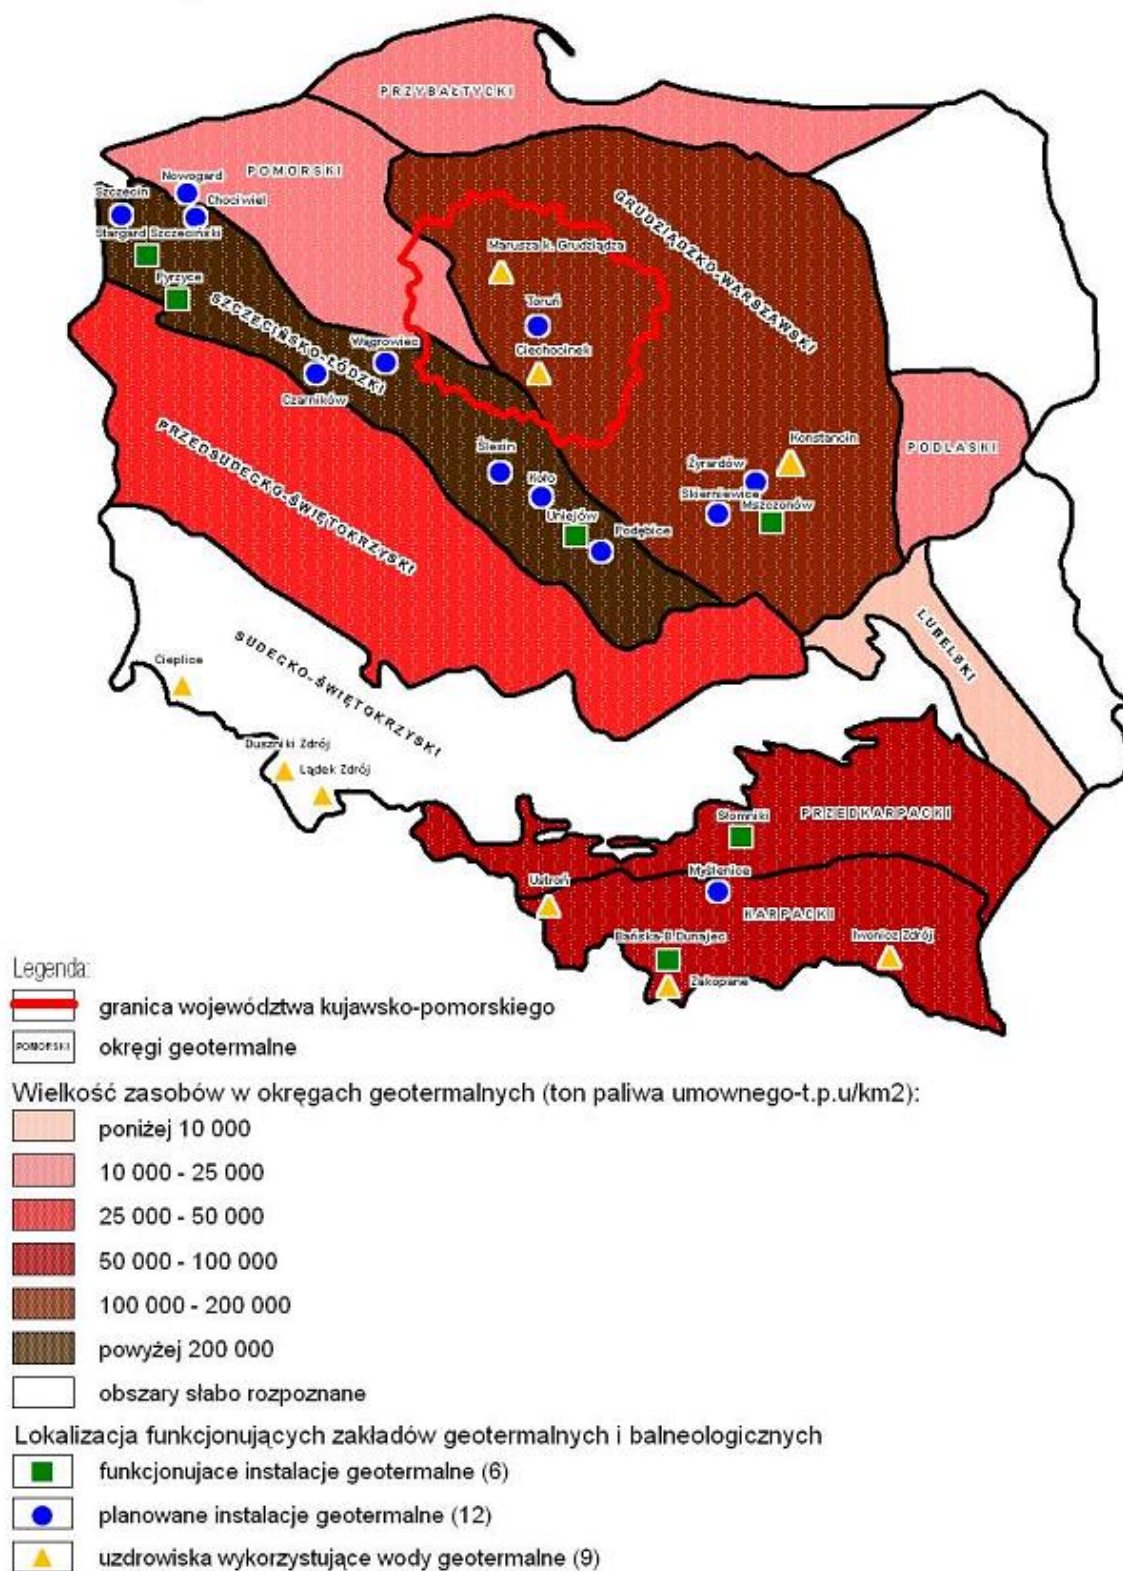 PRZYBAŁTYCKI
POMORSKI
Nowogard
Szczecin
Chociwiel
Stargard Szczeciński
Pyrzyce
SZCZECIŃSKO-ŁÓDZKI
GRUDZIĄDZKO-WARSZAWSKI
Marusza k. Grudziądza
Toruń
Ciechocinek
Wągrowiec
Czarników
PRZEDSUDECKO-ŚWIĘTOKRZYSKI
Ślesin
Koło
Uniejów
Podębice
Konstancin
Żyrardów
Skierniewice
Mszczonów
PODLASKI
LUBELSKI
SUDECKO-ŚWIĘTOKRZYSKI
Cieplice
Duszniki Zdrój
Lądek Zdrój
Słomniki
PRZEDKARPACKI
Ustroń
Myślenice
KARPACKI
Bańska-B.Dunajec
Iwonicz Zdrój
Zakopane
Legenda:
granica województwa kujawsko-pomorskiego
POMORSKI okręgi geotermalne
Wielkość zasobów w okręgach geotermalnych (ton paliwa umownego-t.p.u/km2):
poniżej 10 000
10 000 - 25 000
25 000 - 50 000
50 000 - 100 000
100 000 - 200 000
powyżej 200 000
obszary słabo rozpoznane
Lokalizacja funkcjonujących zakładów geotermalnych i balneologicznych
funkcjonujace instalacje geotermalne (6)
planowane instalacje geotermalne (12)
uzdrowiska wykorzystujące wody geotermalne (9)